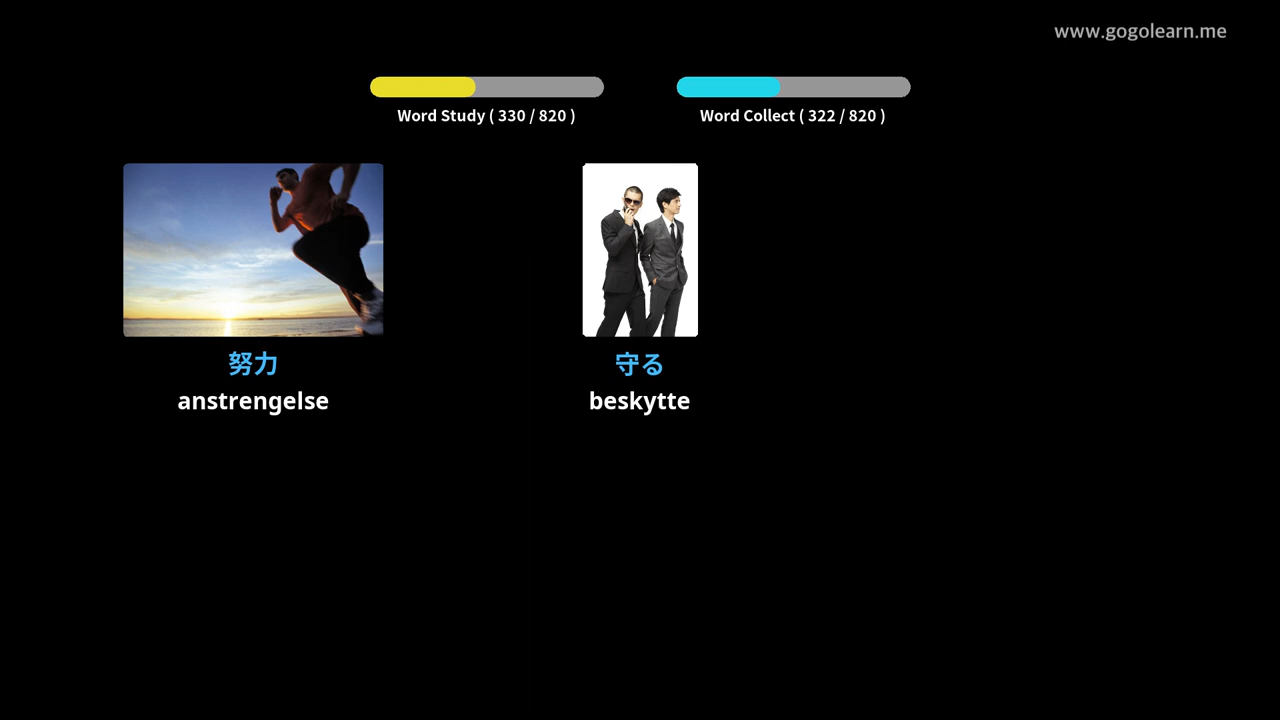 www.gogolearn.me
Word Study ( 330 / 820 )
Word Collect ( 322 / 820 )
努力
anstrengelse
守る
beskytte